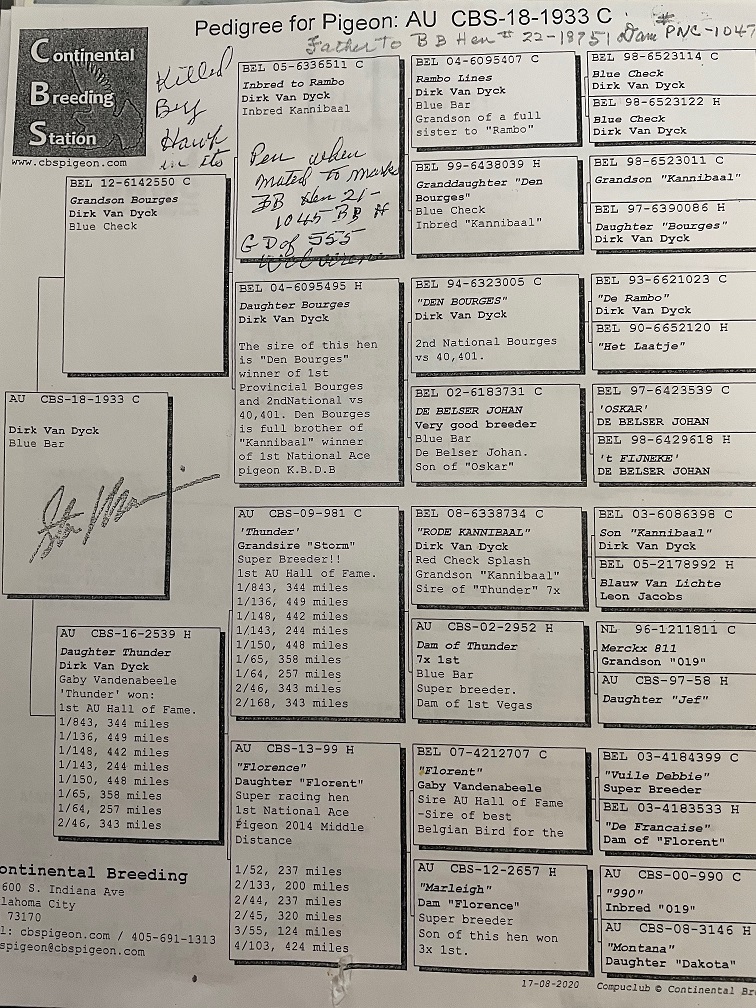 Pedigree for Pigeon: AU CBS-18-1933 C
Father to BB Hen # 22-1875 Dam PNC-1047
Continental
Breeding
Station
www.cbspigeon.com
Killed
By
Hawk
in its
Pen when
mated to marks
BB Hen 21-
1045 BB H
GD of 555
BEL 12-6142550 C
Grandson Bourges
Dirk Van Dyck
Blue Check
AU CBS-18-1933 C
Dirk Van Dyck
Blue Bar
AU CBS-16-2539 H
Daughter Thunder
Dirk Van Dyck
Gaby Vandenabeele
'Thunder' won:
1st AU Hall of Fame.
1/843, 344 miles
1/136, 449 miles
1/148, 442 miles
1/143, 244 miles
1/150, 448 miles
1/65, 358 miles
1/64, 257 miles
2/46, 343 miles
ontinental Breeding
600 S. Indiana Ave
lahoma City
73170
l: cbspigeon.com / 405-691-1313
spigeon@cbspigeon.com
BEL 05-6336511 C
Inbred to Rambo
Dirk Van Dyck
Inbred Kannibaal
BEL 04-6095495 H
Daughter Bourges
Dirk Van Dyck
The sire of this hen
is "Den Bourges"
winner of 1st
Provincial Bourges
and 2ndNational vs
40,401. Den Bourges
is full brother of
"Kannibaal" winner
of 1st National Ace
pigeon K.B.D.B
AU CBS-09-981 C
'Thunder'
Grandsire "Storm"
Super Breeder!!
1st AU Hall of Fame.
1/843, 344 miles
1/136, 449 miles
1/148, 442 miles
1/143, 244 miles
1/150, 448 miles
1/65, 358 miles
1/64, 257 miles
2/46, 343 miles
2/168, 343 miles
AU CBS-13-99 H
"Florence"
Daughter "Florent"
Super racing hen
1st National Ace
Pigeon 2014 Middle
Distance
1/52, 237 miles
2/133, 200 miles
2/44, 237 miles
2/45, 320 miles
3/55, 124 miles
4/103, 424 miles
BEL 04-6095407 C
Rambo Lines
Dirk Van Dyck
Blue Bar
Grandson of a full
sister to "Rambo"
BEL 99-6438039 H
Granddaughter "Den
Bourges"
Blue Check
Inbred "Kannibaal"
BEL 94-6323005 C
"DEN BOURGES"
Dirk Van Dyck
2nd National Bourges
vs 40,401.
BEL 02-6183731 C
DE BELSER JOHAN
Very good breeder
Blue Bar
De Belser Johan.
Son of "Oskar"
BEL 08-6338734 C
"RODE KANNIBAAL"
Dirk Van Dyck
Red Check Splash
Grandson "Kannibaal"
Sire of "Thunder" 7x
AU CBS-02-2952 H
Dam of Thunder
7x 1st
Blue Bar
Super breeder.
Dam of 1st Vegas
BEL 07-4212707 C
"Florent"
Gaby Vandenabeele
Sire AU Hall of Fame
-Sire of best
Belgian Bird for the
AU CBS-12-2657 H
"Marleigh"
Dam "Florence"
Super breeder
Son of this hen won
3x 1st.
BEL 98-6523114 C
Blue Check
Dirk Van Dyck
BEL 98-6523122 H
Blue Check
Dirk Van Dyck
BEL 98-6523011 C
Grandson "Kannibaal"
BEL 97-6390086 H
Daughter "Bourges"
Dirk Van Dyck
BEL 93-6621023 C
"De Rambo"
Dirk Van Dyck
BEL 90-6652120 H
"Het Laatje"
BEL 97-6423539 C
'OSKAR'
DE BELSER JOHAN
BEL 98-6429618 H
't FIJNEKE'
DE BELSER JOHAN
BEL 03-6086398 C
Son "Kannibaal"
Dirk Van Dyck
BEL 05-2178992 H
Blauw Van Lichte
Leon Jacobs
NL 96-1211811 C
Merckx 811
Grandson "019"
AU CBS-97-58 H
Daughter "Jef"
BEL 03-4184399 C
"Vuile Debbie"
Super Breeder
BEL 03-4183533 H
"De Francaise"
Dam of "Florent"
AU CBS-00-990 C
"990"
Inbred "019"
AU CBS-08-3146 H
"Montana"
Daughter "Dakota"
17-08-2020 Compuclub © Continental Br